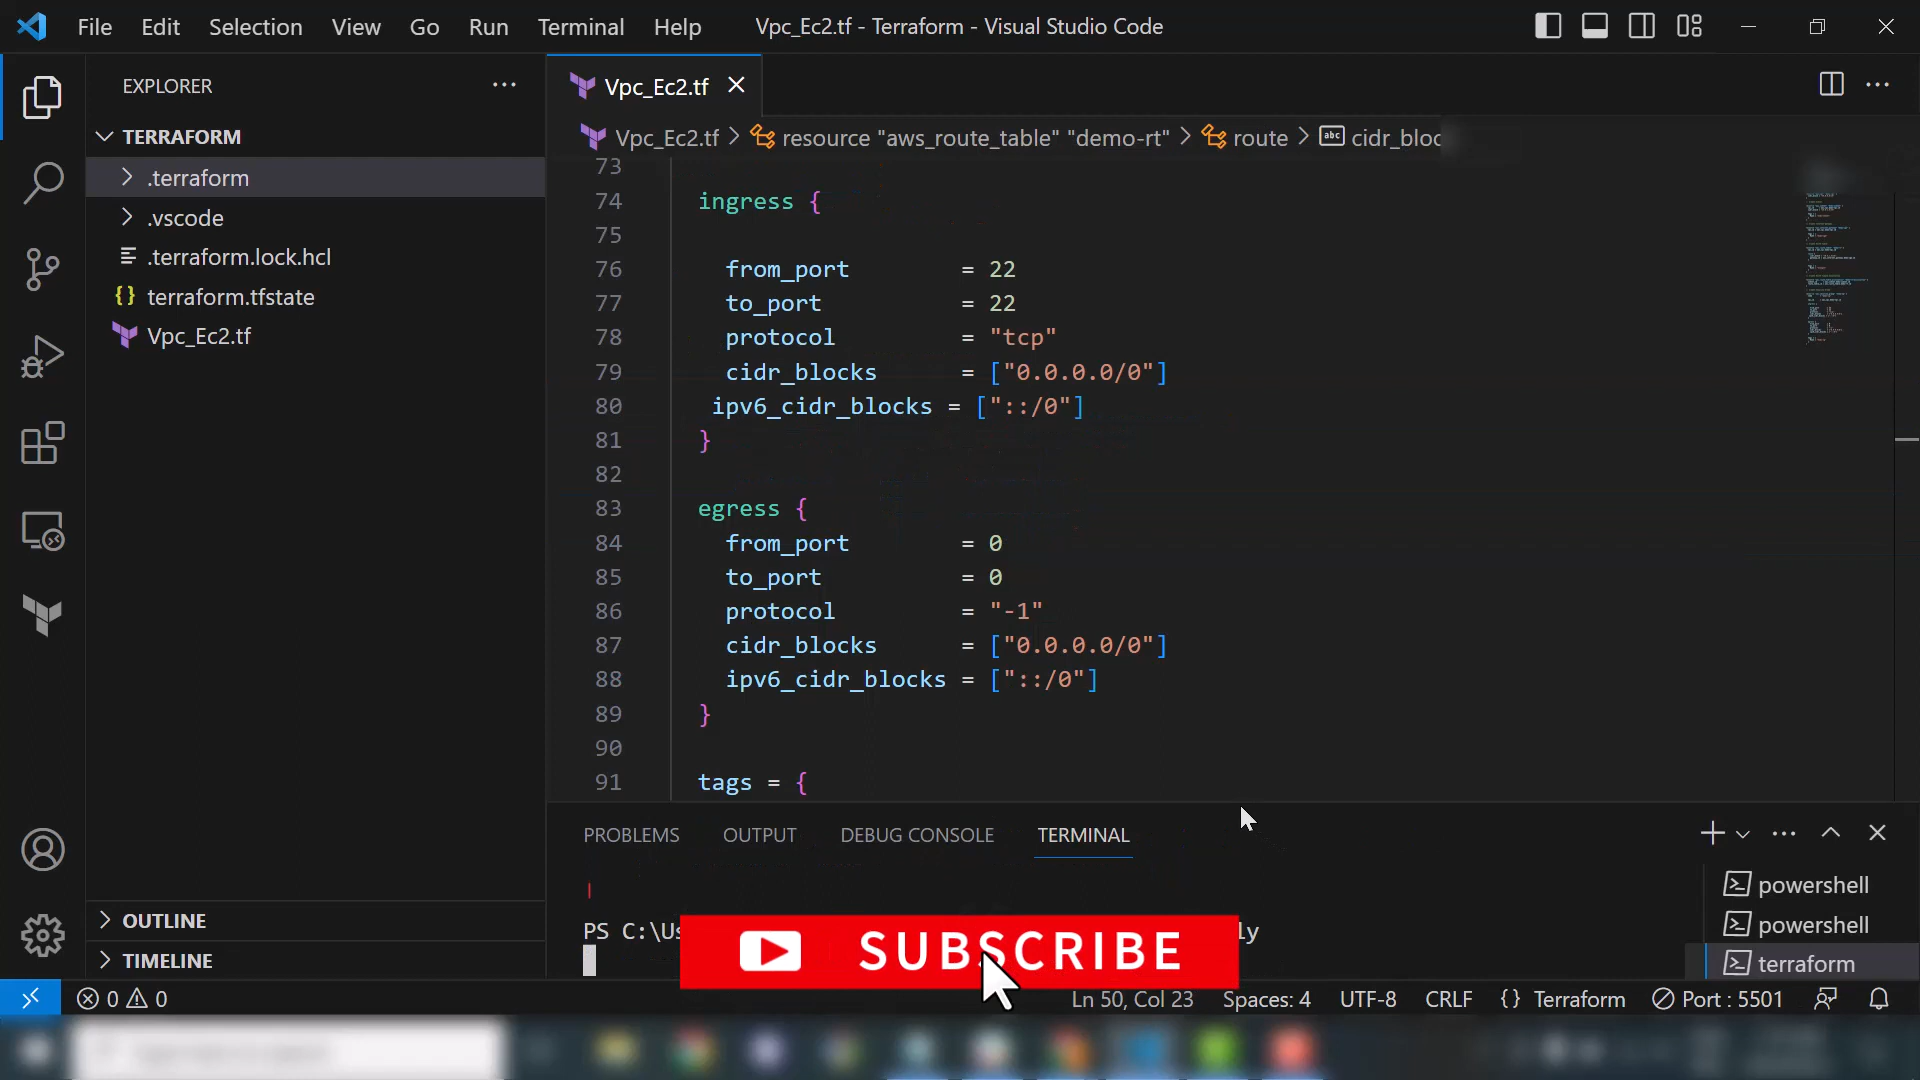 File Edit Selection View Go Run Terminal Help Vpc_Ec2.tf - Terraform - Visual Studio Code
EXPLORER
TERRAFORM
.terraform
.vscode
.terraform.lock.hcl
terraform.tfstate
Vpc_Ec2.tf
OUTLINE
TIMELINE
Vpc_Ec2.tf
Vpc_Ec2.tf > resource "aws_route_table" "demo-rt" > route > cidr_bloc
73
74 ingress {
75
76 from_port = 22
77 to_port = 22
78 protocol = "tcp"
79 cidr_blocks = ["0.0.0.0/0"]
80 ipv6_cidr_blocks = ["::/0"]
81 }
82
83 egress {
84 from_port = 0
85 to_port = 0
86 protocol = "-1"
87 cidr_blocks = ["0.0.0.0/0"]
88 ipv6_cidr_blocks = ["::/0"]
89 }
90
91 tags = {
PROBLEMS OUTPUT DEBUG CONSOLE TERMINAL
PS C:\Us ly
SUBSCRIBE
powershell
powershell
terraform
0 0 Ln 50, Col 23 Spaces: 4 UTF-8 CRLF {} Terraform Port : 5501